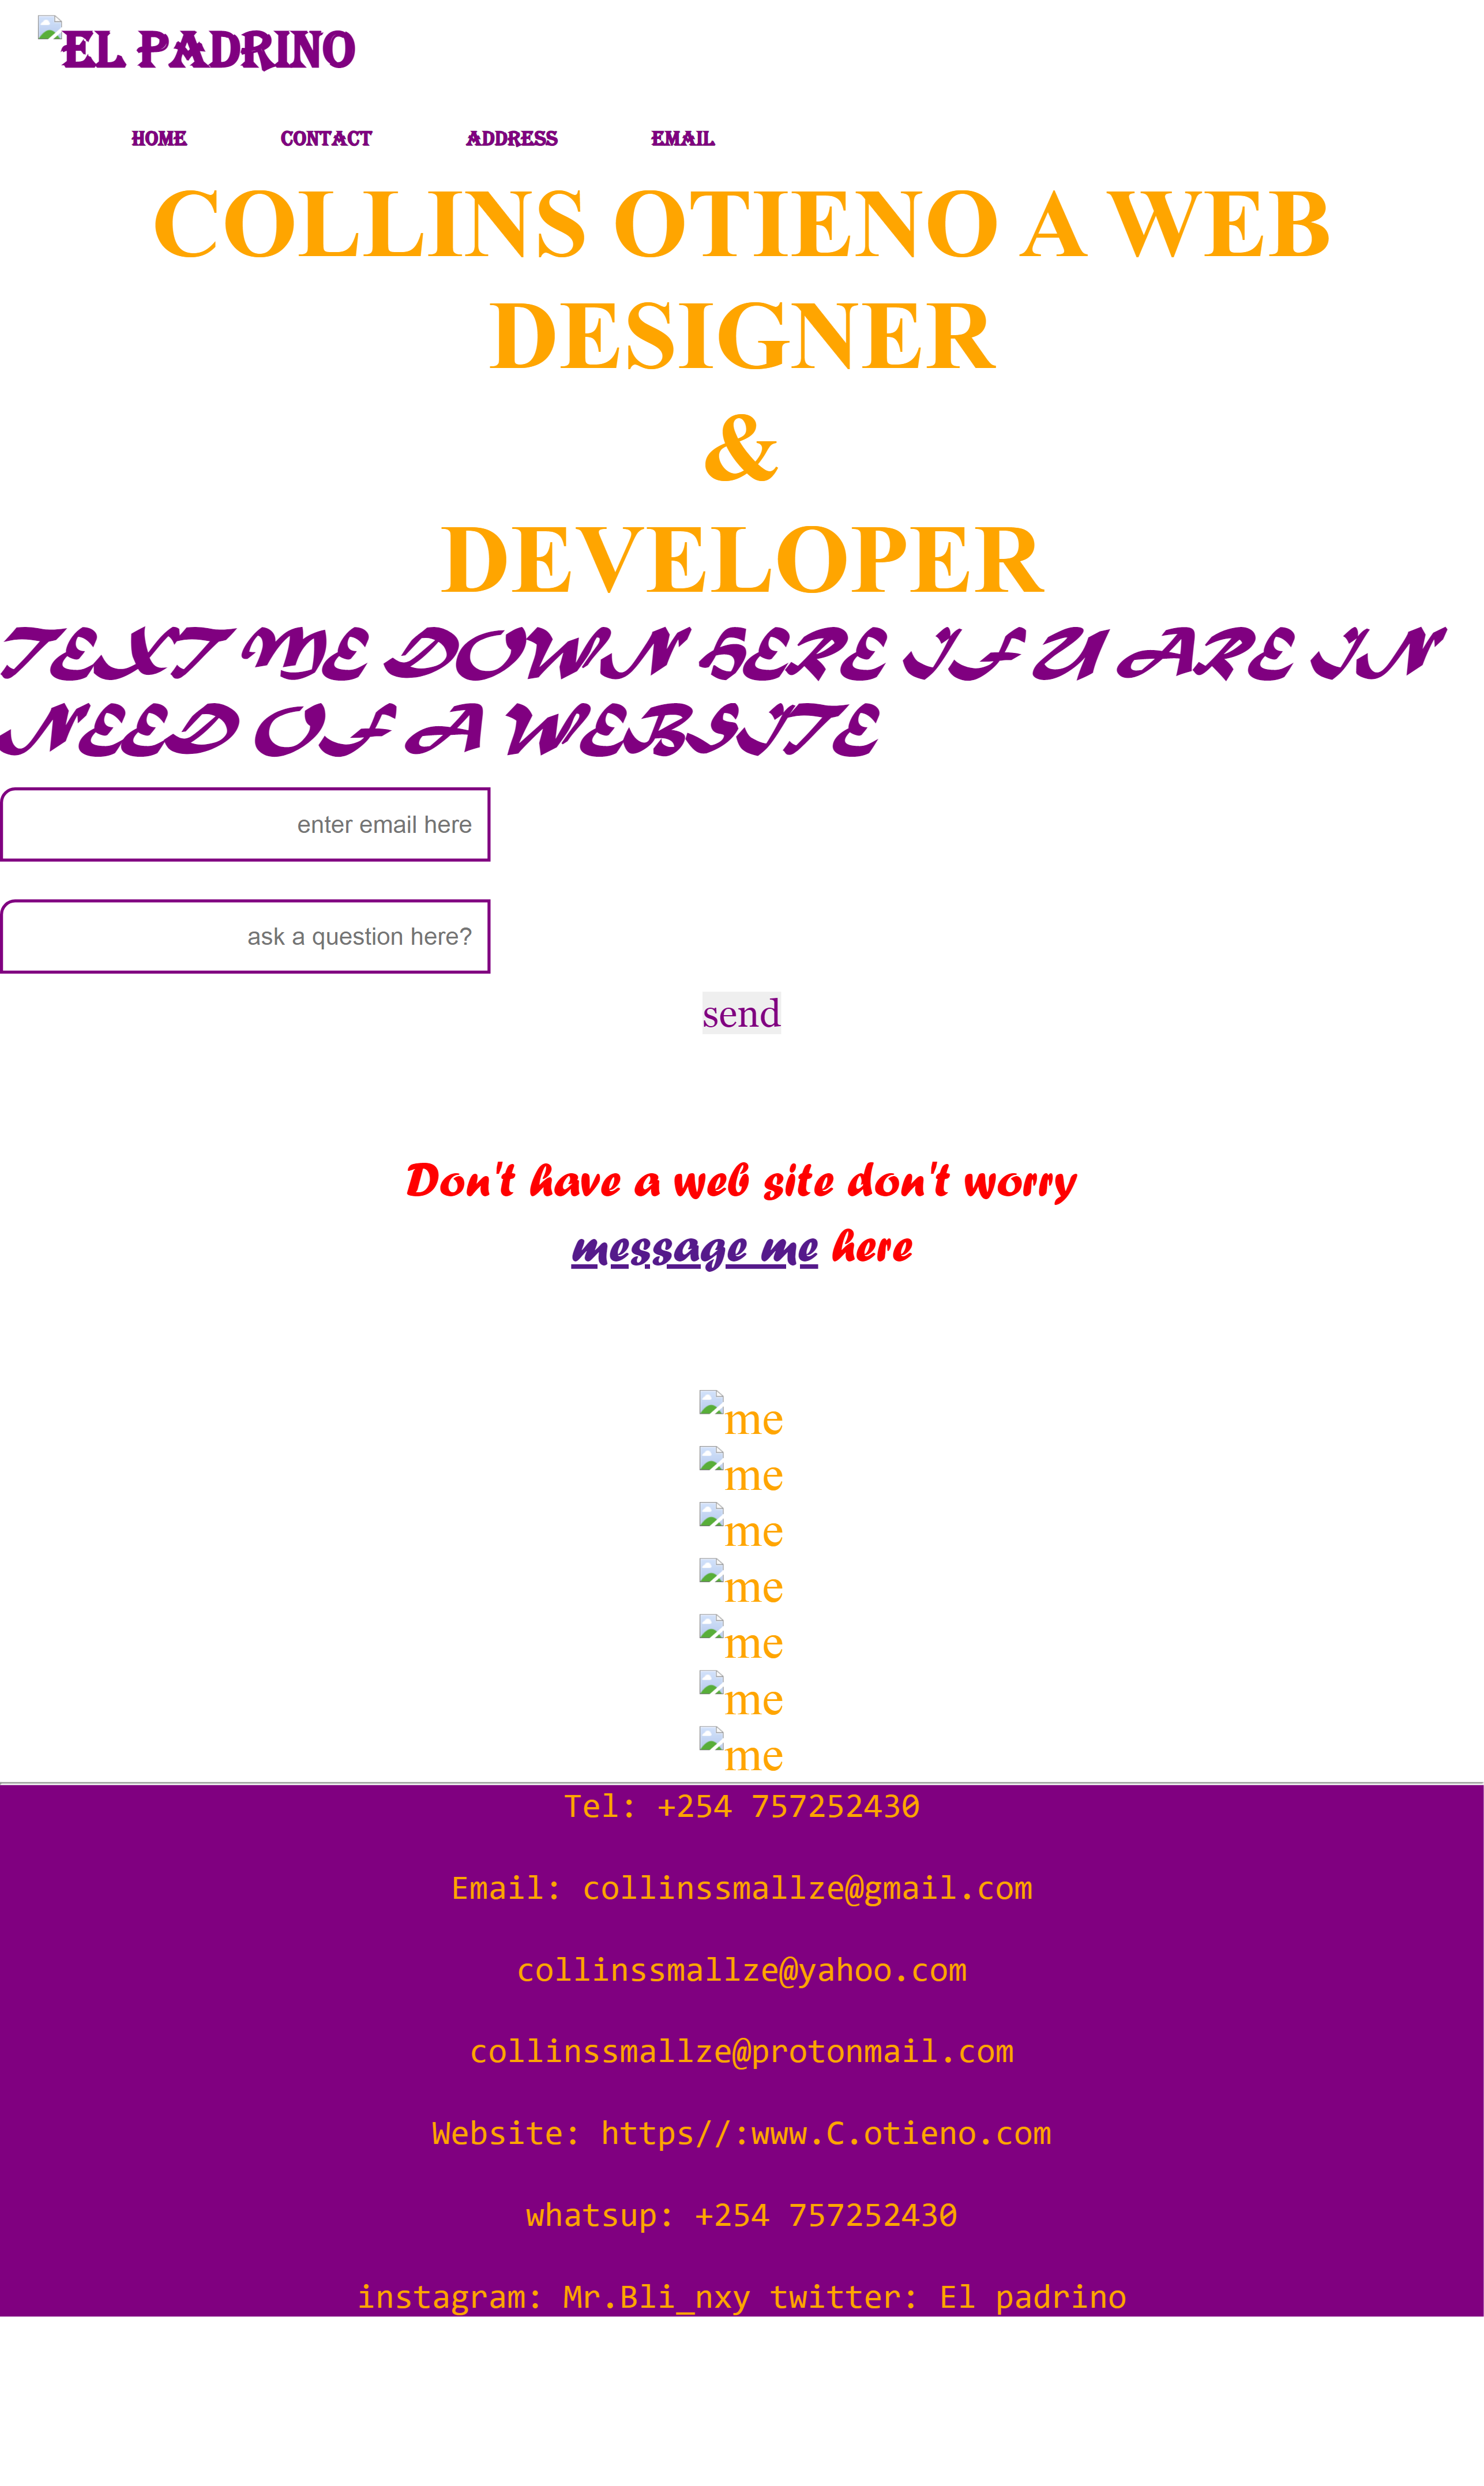 EL PADRINO
HOME CONTACT ADDRESS EMAIL
COLLINS OTIENO A WEB
DESIGNER
&
DEVELOPER
TEXT ME DOWN HERE IF U ARE IN
NEED OF A WEBSITE
enter email here
ask a question here?
send
Don't have a web site don't worry
message me here
me
me
me
me
me
me
me
Tel: +254 757252430
Email: collinssmallze@gmail.com
collinssmallze@yahoo.com
collinssmallze@protonmail.com
Website: https//:www.C.otieno.com
whatsup: +254 757252430
instagram: Mr.Bli_nxy twitter: El padrino